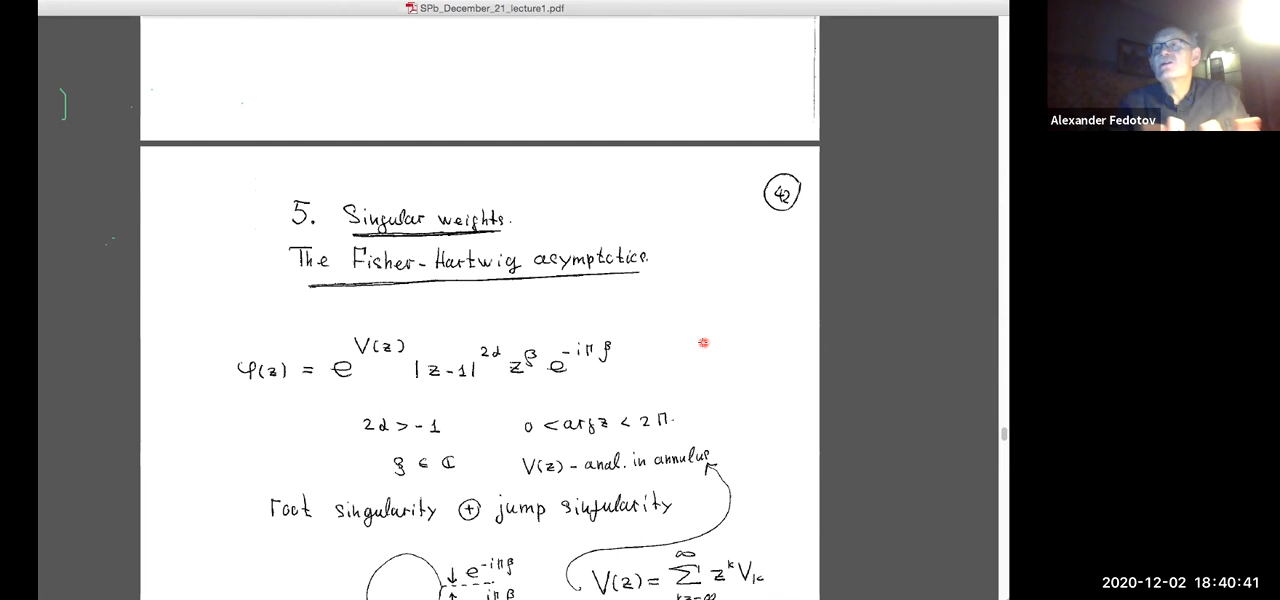 SPb_December_21_lecture1.pdf
Alexander Fedotov
42
5. Singular weights.
The Fisher-Hartwig asymptotics.
φ(z) = e^{V(z)} |z-1|^{2α} z^β e^{-iπβ}
2α > -1 0 < arg z < 2π.
β ∈ ℂ V(z) - anal. in annulus
root singularity ⊕ jump singularity
e^{-iπβ}
iπβ
V(z) = ∑ z^k V_k
∞
k=-∞
2020-12-02 18:40:41